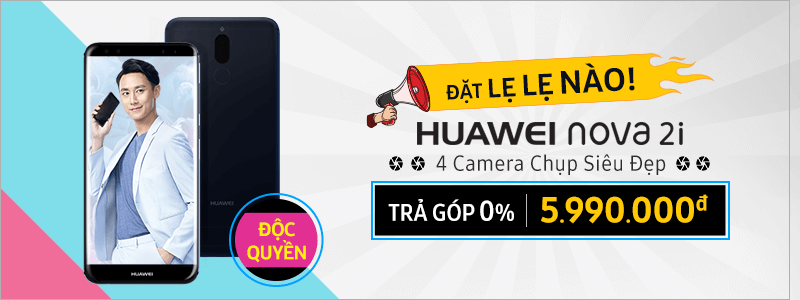 ĐẶT LẸ LẸ NÀO!
HUAWEI nova 2i
4 Camera Chụp Siêu Đẹp
TRẢ GÓP 0% 5.990.000đ
ĐỘC
QUYỀN
HUAWEI
HUAWEI